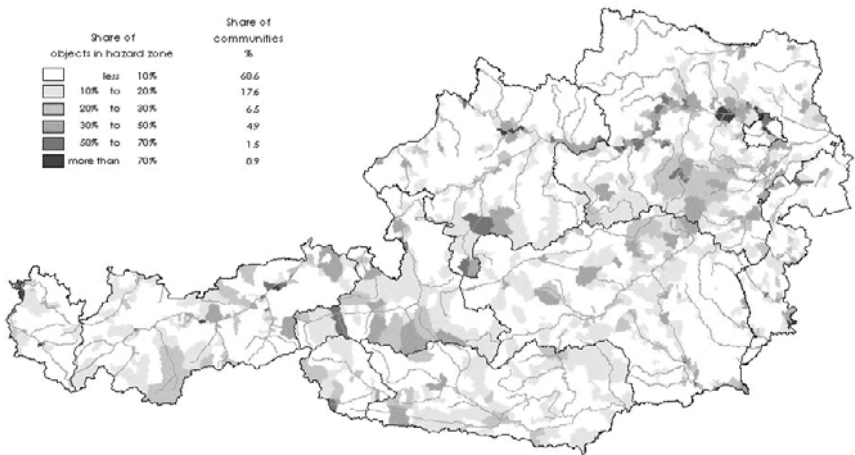 Share of objects in hazard zone
Share of communities %
less 10% 68.6
10% to 20% 17.6
20% to 30% 6.5
30% to 50% 4.9
50% to 70% 1.5
more than 70% 0.9